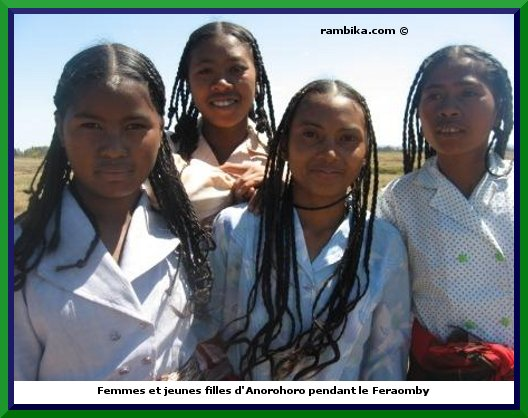 rambika.com ©
Femmes et jeunes filles d'Anorohoro pendant le Feraomby